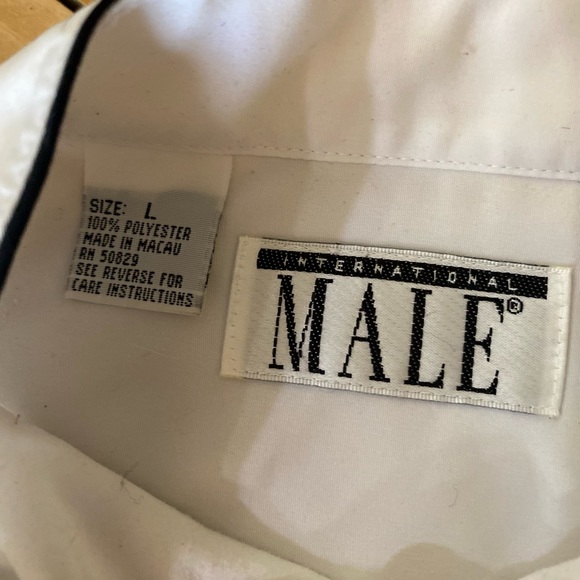 SIZE: L
100% POLYESTER
MADE IN MACAU
RN 50829
SEE REVERSE FOR
CARE INSTRUCTIONS
INTERNATIONAL
MALE®